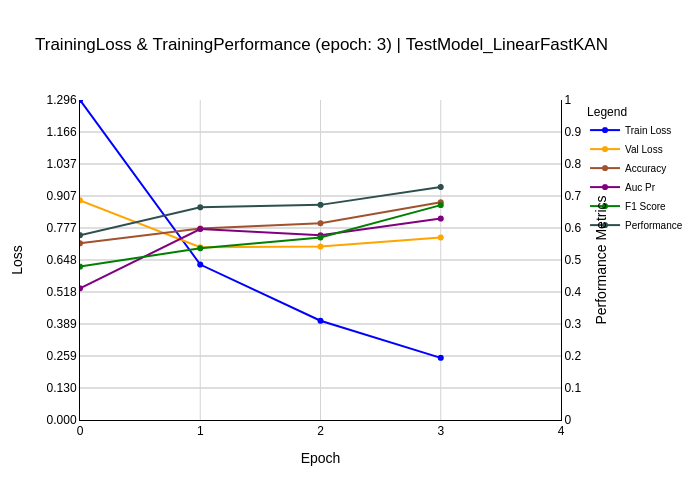 TrainingLoss & TrainingPerformance (epoch: 3) | TestModel_LinearFastKAN
1.296
1.166
1.037
0.907
0.777
0.648
0.518
0.389
0.259
0.130
0.000
Loss
0
1
2
3
4
Epoch
1
0.9
0.8
0.7
0.6
0.5
0.4
0.3
0.2
0.1
0
Performance Metrics
Legend
Train Loss
Val Loss
Accuracy
Auc Pr
F1 Score
Performance